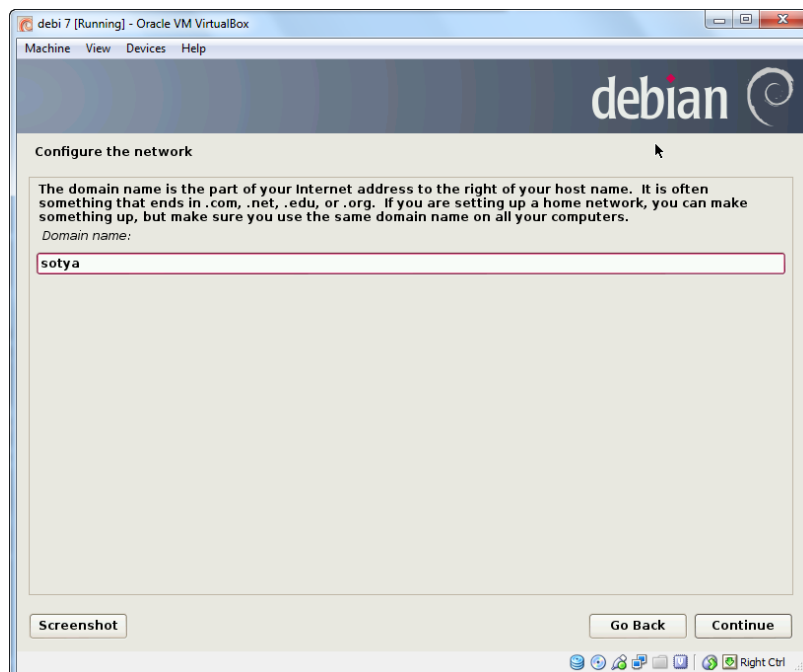 debi 7 [Running] - Oracle VM VirtualBox
Machine View Devices Help
debian
Configure the network
The domain name is the part of your Internet address to the right of your host name. It is often
something that ends in .com, .net, .edu, or .org. If you are setting up a home network, you can make
something up, but make sure you use the same domain name on all your computers.
Domain name:
sotya
Screenshot
Go Back
Continue
Right Ctrl